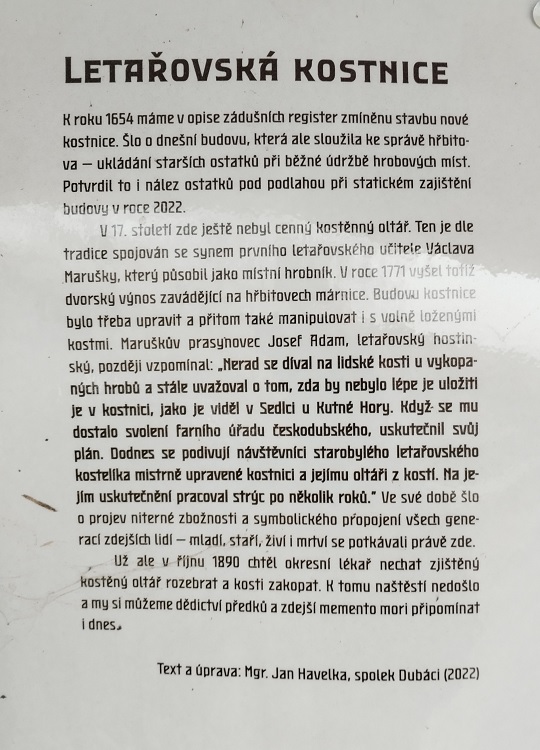 LETAŘOVSKÁ KOSTNICE
K roku 1654 máme v opise zádušních register zmíněnu stavbu nové
kostnice. Šlo o dnešní budovu, která ale sloužila ke správě hřbito-
va – ukládání starších ostatků při běžné údržbě hrobových míst.
Potvrdil to i nález ostatků pod podlahou při statickém zajištění
budovy v roce 2022.
V 17. století zde ještě nebyl cenný kostěnný oltář. Ten je dle
tradice spojován se synem prvního letařovského učitele Václava
Marušky, který působil jako místní hrobník. V roce 1771 vyšel totiž
dvorský výnos zavádějící na hřbitovech márnice. Budovu kostnice
bylo třeba upravit a přitom také manipulovat i s volně loženými
kostmi. Maruškův prasynovec Josef Adam, letařovský hostin-
ský, později vzpomínal: „Nerad se díval na lidské kosti u vykopa-
ných hrobů a stále uvažoval o tom, zda by nebylo lépe je uložiti
je v kostnici, jako je viděl v Sedlci u Kutné Hory. Když se mu
dostalo svolení farního úřadu českodubského, uskutečnil svůj
plán. Dodnes se podivují návštěvníci starobylého letařovského
kostelíka mistrně upravené kostnici a jejímu oltáři z kostí. Na je-
jím uskutečnění pracoval strýc po několik roků.“ Ve své době šlo
o projev niterné zbožnosti a symbolického propojení všech gene-
rací zdejších lidí – mladí, staří, živí i mrtví se potkávali právě zde.
Už ale v říjnu 1890 chtěl okresní lékař nechat zjištěný
kostěný oltář rozebrat a kosti zakopat. K tomu naštěstí nedošlo
a my si můžeme dědictví předků a zdejší memento mori připomínat
i dnes.
Text a úprava: Mgr. Jan Havelka, spolek Dubáci (2022)